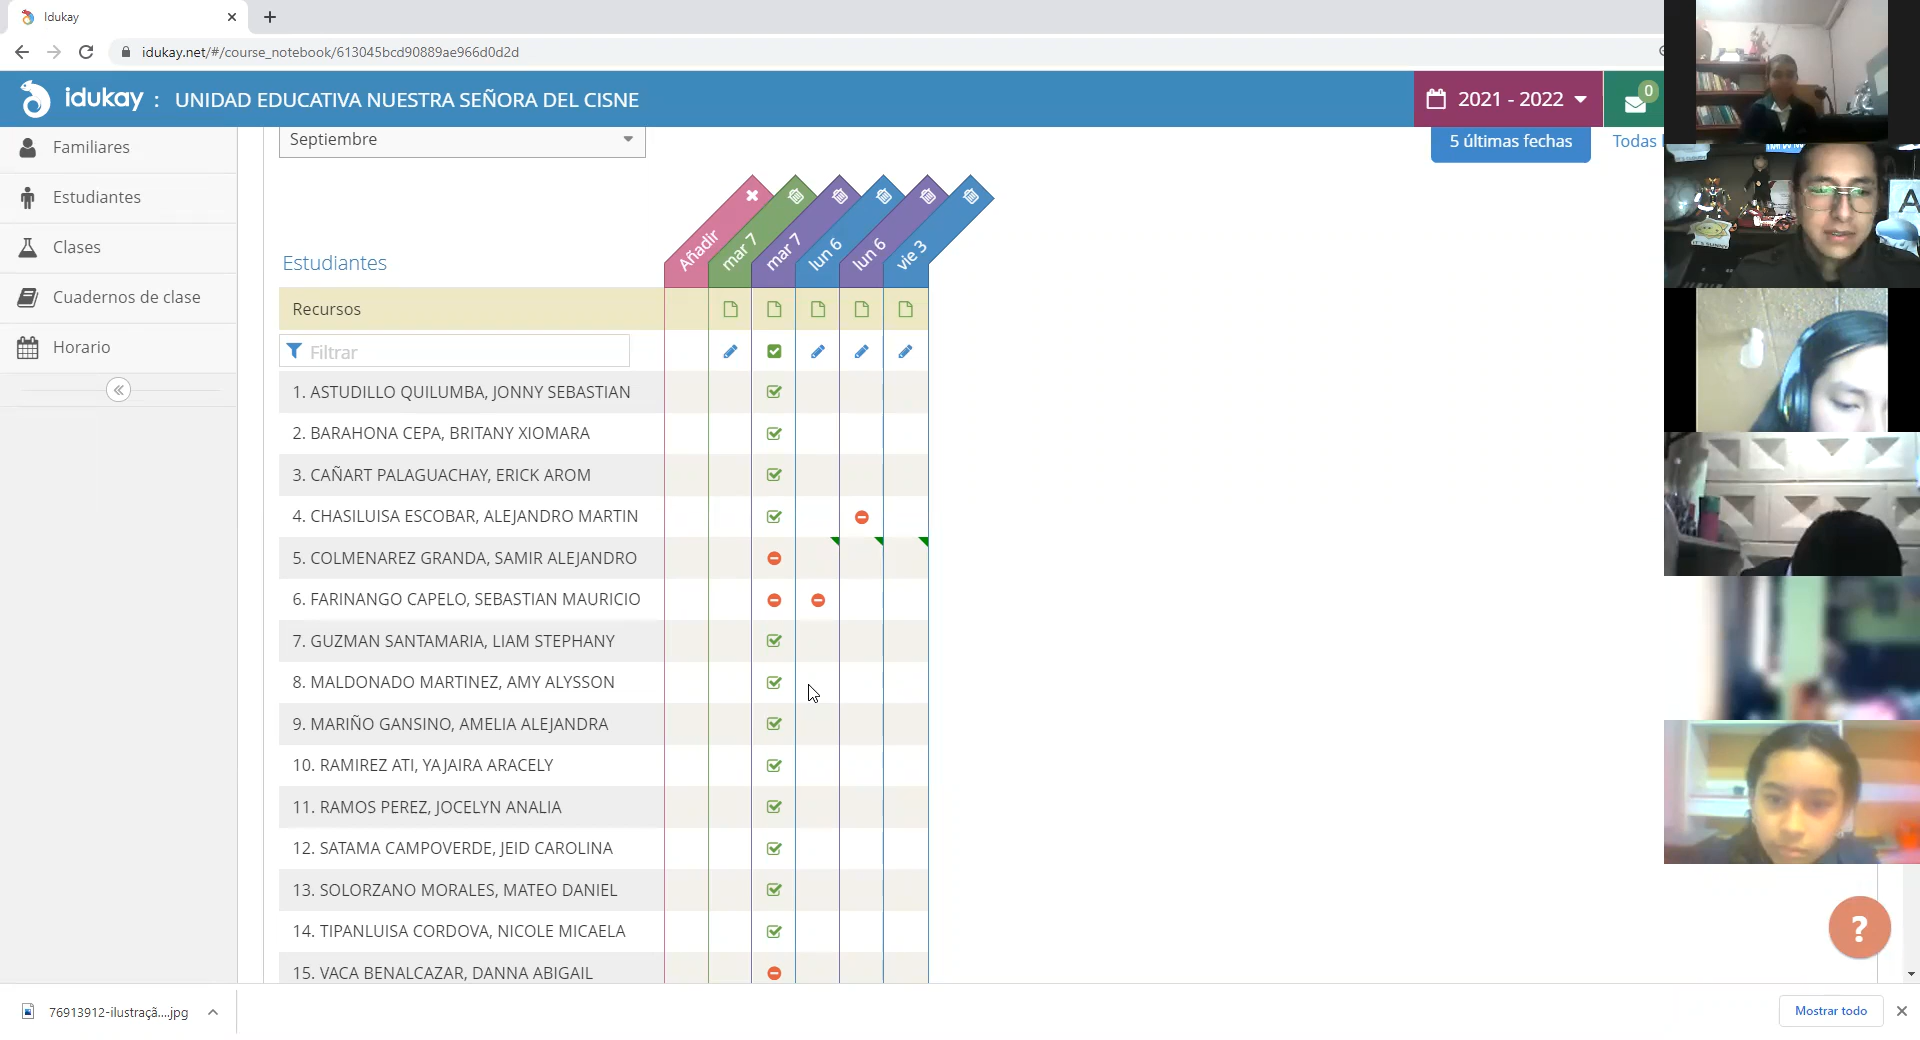 Idukay
idukay.net/#/course_notebook/613045bcd90889ae966d0d2d
idukay : UNIDAD EDUCATIVA NUESTRA SEÑORA DEL CISNE
2021 - 2022
0
Familiares
Estudiantes
Clases
Cuadernos de clase
Horario
Septiembre
5 últimas fechas
Todas
Añadir
mar 7
mar 7
lun 6
lun 6
vie 3
Estudiantes
Recursos
Filtrar
1. ASTUDILLO QUILUMBA, JONNY SEBASTIAN
2. BARAHONA CEPA, BRITANY XIOMARA
3. CAÑART PALAGUACHAY, ERICK AROM
4. CHASILUISA ESCOBAR, ALEJANDRO MARTIN
5. COLMENAREZ GRANDA, SAMIR ALEJANDRO
6. FARINANGO CAPELO, SEBASTIAN MAURICIO
7. GUZMAN SANTAMARIA, LIAM STEPHANY
8. MALDONADO MARTINEZ, AMY ALYSSON
9. MARIÑO GANSINO, AMELIA ALEJANDRA
10. RAMIREZ ATI, YAJAIRA ARACELY
11. RAMOS PEREZ, JOCELYN ANALIA
12. SATAMA CAMPOVERDE, JEID CAROLINA
13. SOLORZANO MORALES, MATEO DANIEL
14. TIPANLUISA CORDOVA, NICOLE MICAELA
15. VACA BENALCAZAR, DANNA ABIGAIL
IT'S SUNNY
A
?
76913912-ilustraçã....jpg
Mostrar todo